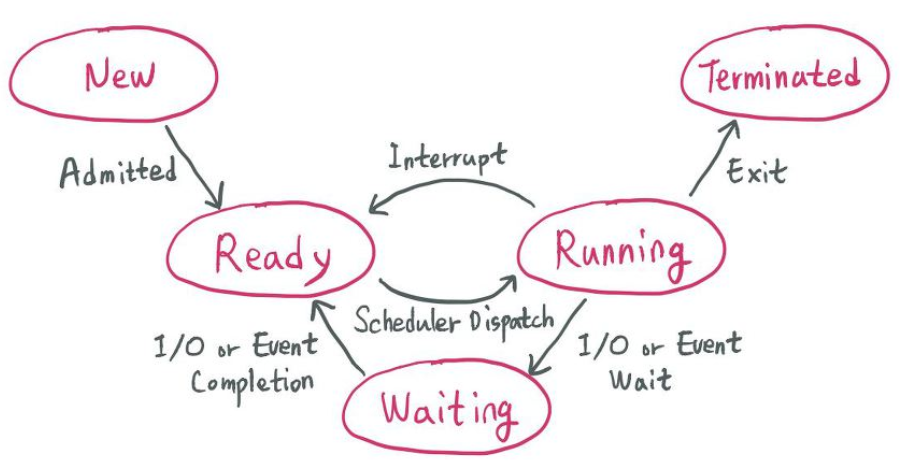 New
Terminated
Admitted
Interrupt
Exit
Ready
Running
Scheduler Dispatch
I/O or Event
Completion
I/O or Event
Wait
Waiting